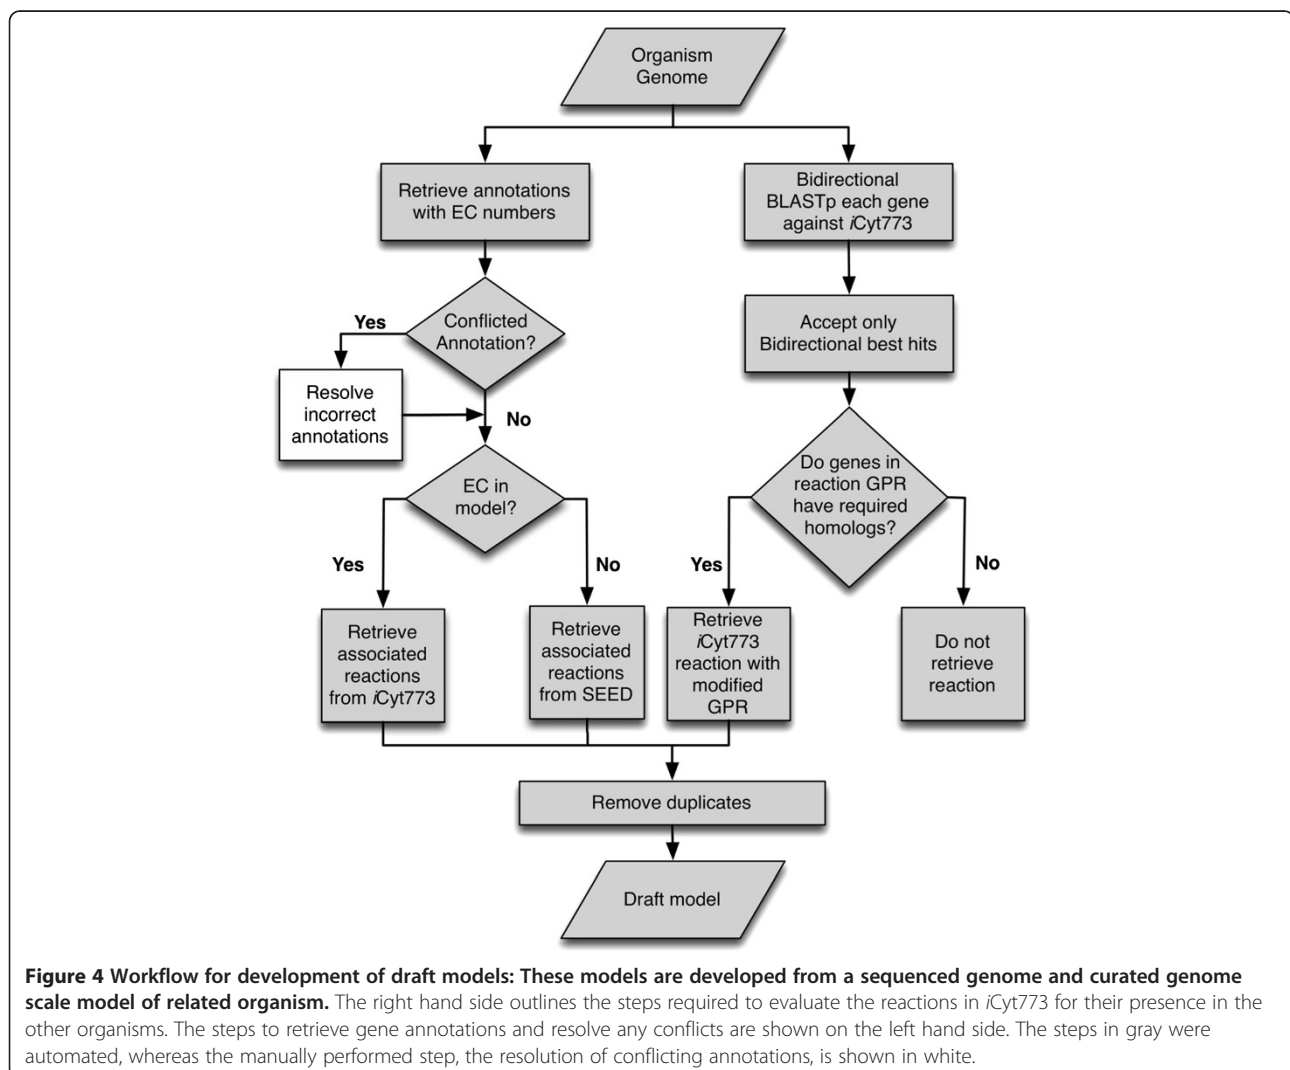 Organism
Genome
Retrieve annotations
with EC numbers
Bidirectional
BLASTp each gene
against iCyt773
Conflicted
Annotation?
Yes
Accept only
Bidirectional best hits
Resolve
incorrect
annotations
No
EC in
model?
Do genes in
reaction GPR
have required
homologs?
Yes
No
Yes
No
Retrieve
associated
reactions
from iCyt773
Retrieve
associated
reactions
from SEED
Retrieve
iCyt773
reaction with
modified
GPR
Do not
retrieve
reaction
Remove duplicates
Draft model
Figure 4 Workflow for development of draft models: These models are developed from a sequenced genome and curated genome
scale model of related organism. The right hand side outlines the steps required to evaluate the reactions in iCyt773 for their presence in the
other organisms. The steps to retrieve gene annotations and resolve any conflicts are shown on the left hand side. The steps in gray were
automated, whereas the manually performed step, the resolution of conflicting annotations, is shown in white.